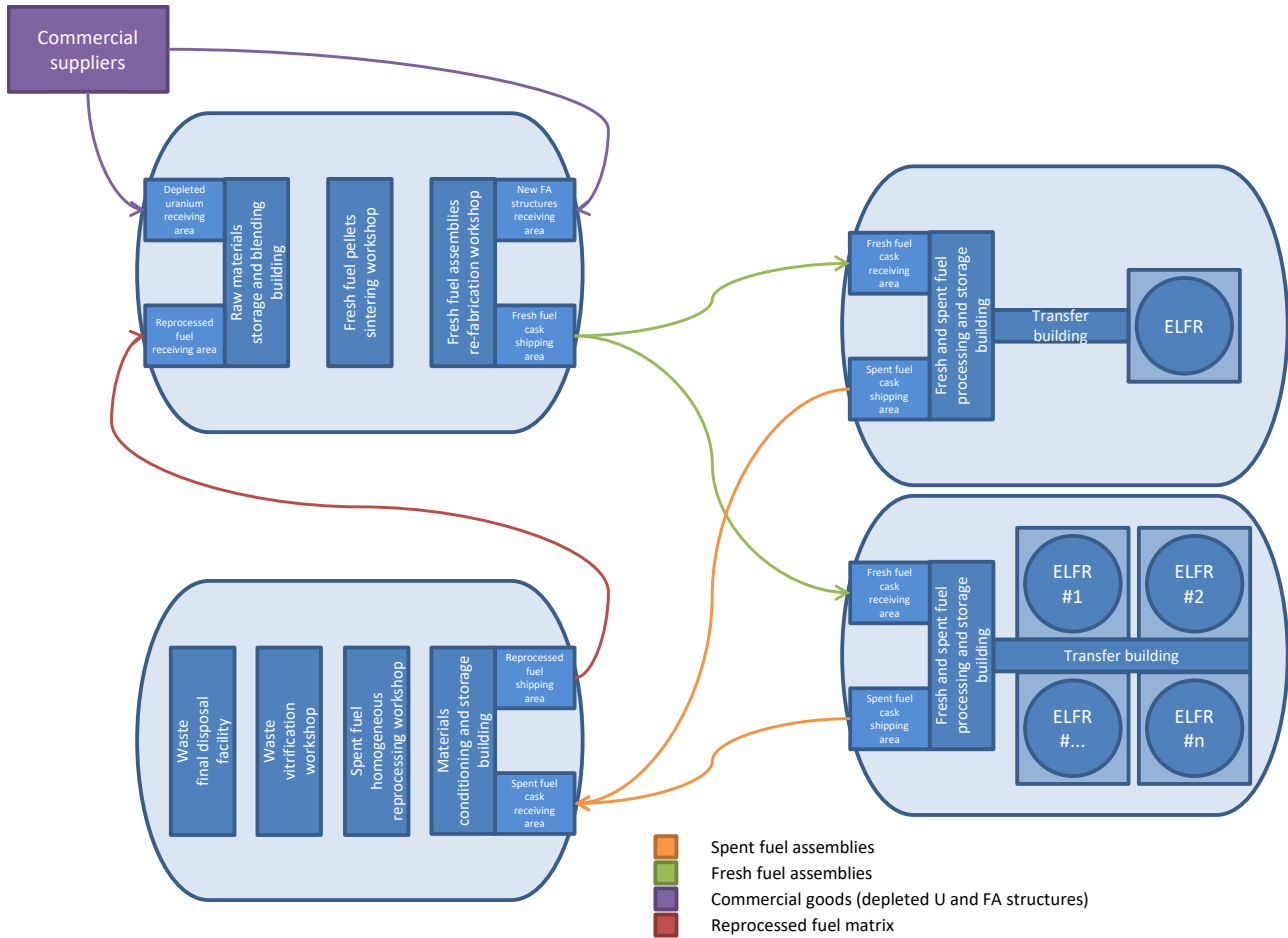 Commercial
suppliers
Depleted
uranium
receiving
area
Raw materials
storage and blending
building
Reprocessed
fuel
receiving area
Fresh fuel pellets
sintering workshop
Fresh fuel assemblies
re-fabrication workshop
New FA
structures
receiving
area
Fresh fuel
cask
shipping area
Fresh fuel
cask
receiving
area
Spent fuel
cask
shipping
area
Fresh and spent fuel
processing and storage
building
Transfer
building
ELFR
Fresh fuel
cask
receiving
area
Spent fuel
cask
shipping
area
Fresh and spent fuel
processing and storage
building
ELFR
#1
ELFR
#2
Transfer building
ELFR
#...
ELFR
#n
Waste
final disposal
facility
Waste
vitrification
workshop
Spent fuel
homogeneous
reprocessing workshop
Materials
conditioning and storage
building
Reprocessed
fuel
shipping
area
Spent fuel
cask
receiving
area
Spent fuel assemblies
Fresh fuel assemblies
Commercial goods (depleted U and FA structures)
Reprocessed fuel matrix